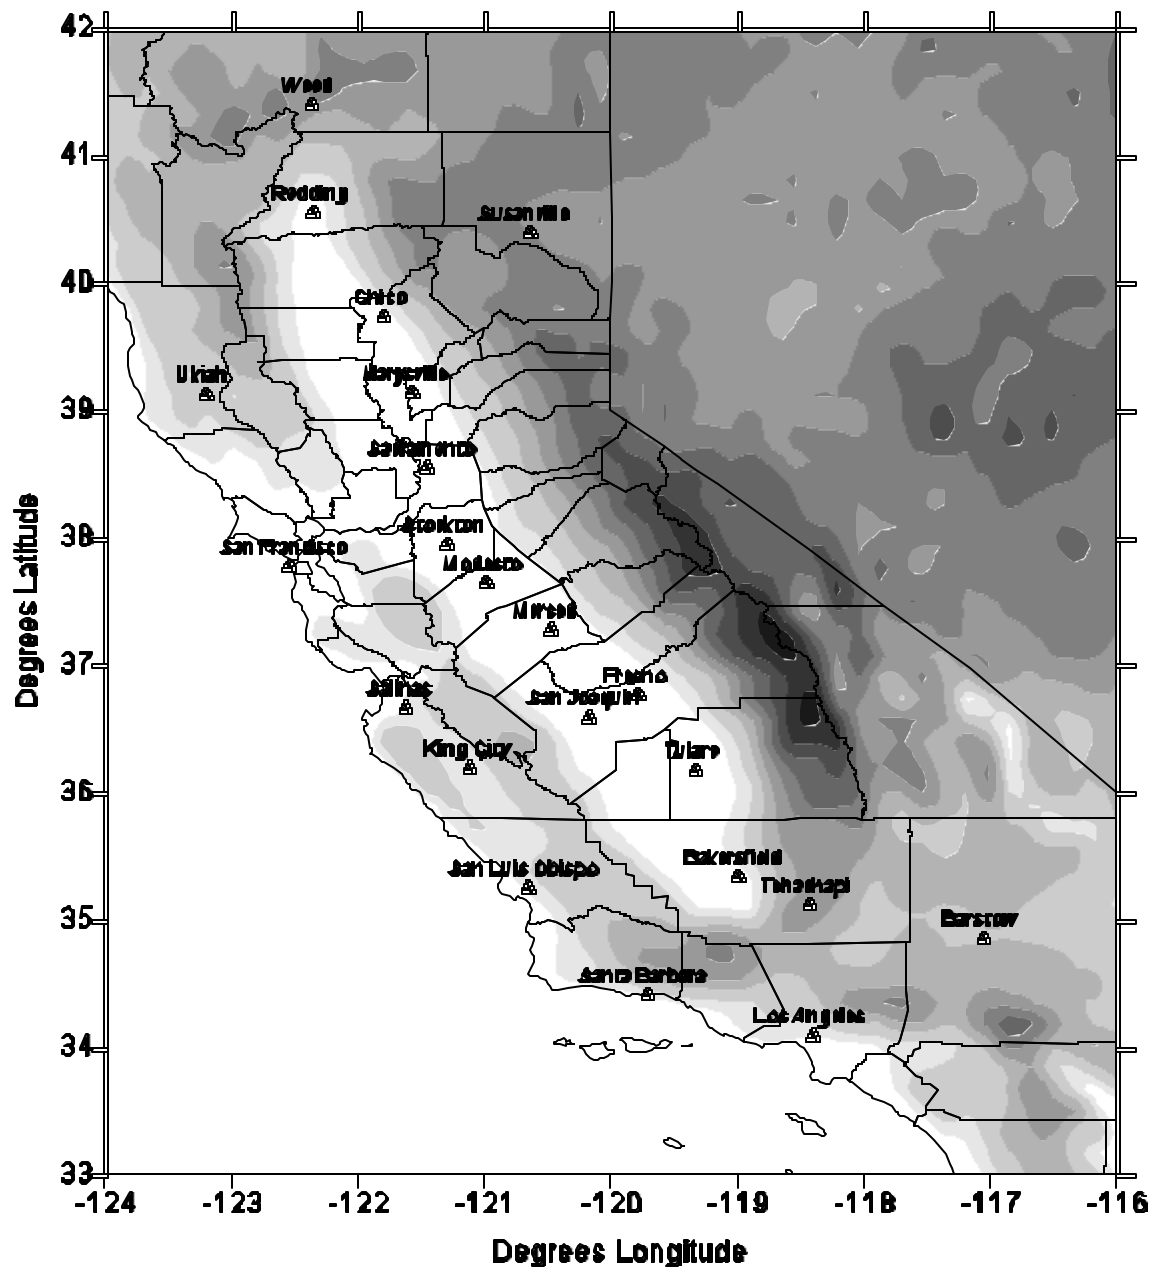 42
Weed
41
Redding
Susanville
40
Chico
Ukiah
Marysville
39
Sacramento
Stockton
38
San Francisco
Modesto
Merced
37
Fresno
Salinas
San Joaquin
King City
Tulare
36
Bakersfield
San Luis Obispo
Tehachapi
35
Barstow
Santa Barbara
Los Angeles
34
33
-124
-123
-122
-121
-120
-119
-118
-117
-116
Degrees Latitude
Degrees Longitude